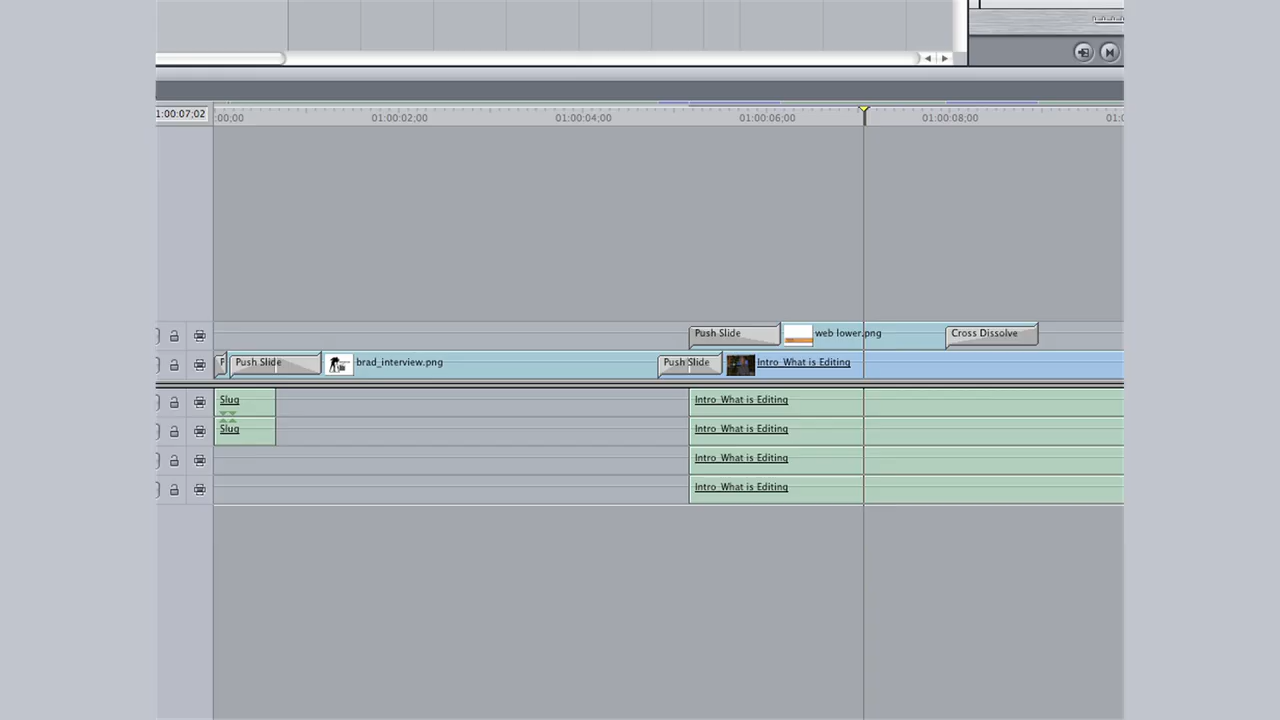 1:00:07;02
:00;00
01:00:02;00
01:00:04;00
01:00:06;00
01:00:08;00
01:0
Push Slide
web lower.png
Cross Dissolve
F
Push Slide
brad_interview.png
Push Slide
Intro_What is Editing
Slug
Intro_What is Editing
Slug
Intro_What is Editing
Intro_What is Editing
Intro_What is Editing